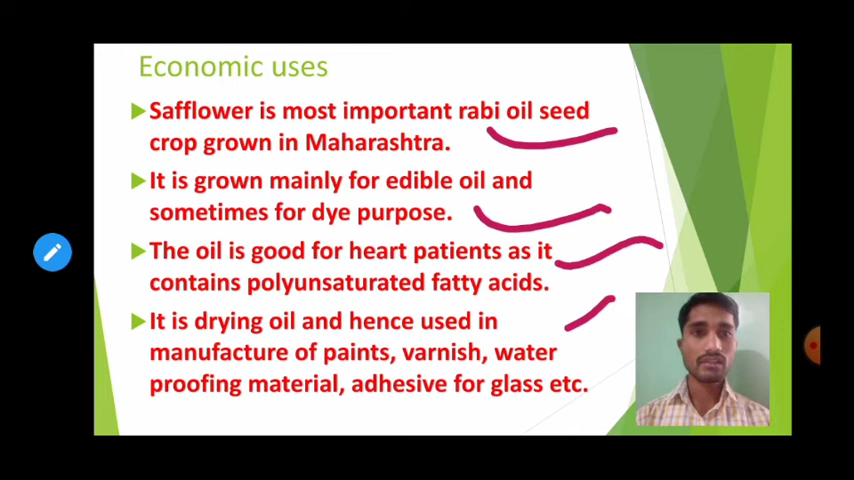 Economic uses
Safflower is most important rabi oil seed
crop grown in Maharashtra.
It is grown mainly for edible oil and
sometimes for dye purpose.
The oil is good for heart patients as it
contains polyunsaturated fatty acids.
It is drying oil and hence used in
manufacture of paints, varnish, water
proofing material, adhesive for glass etc.